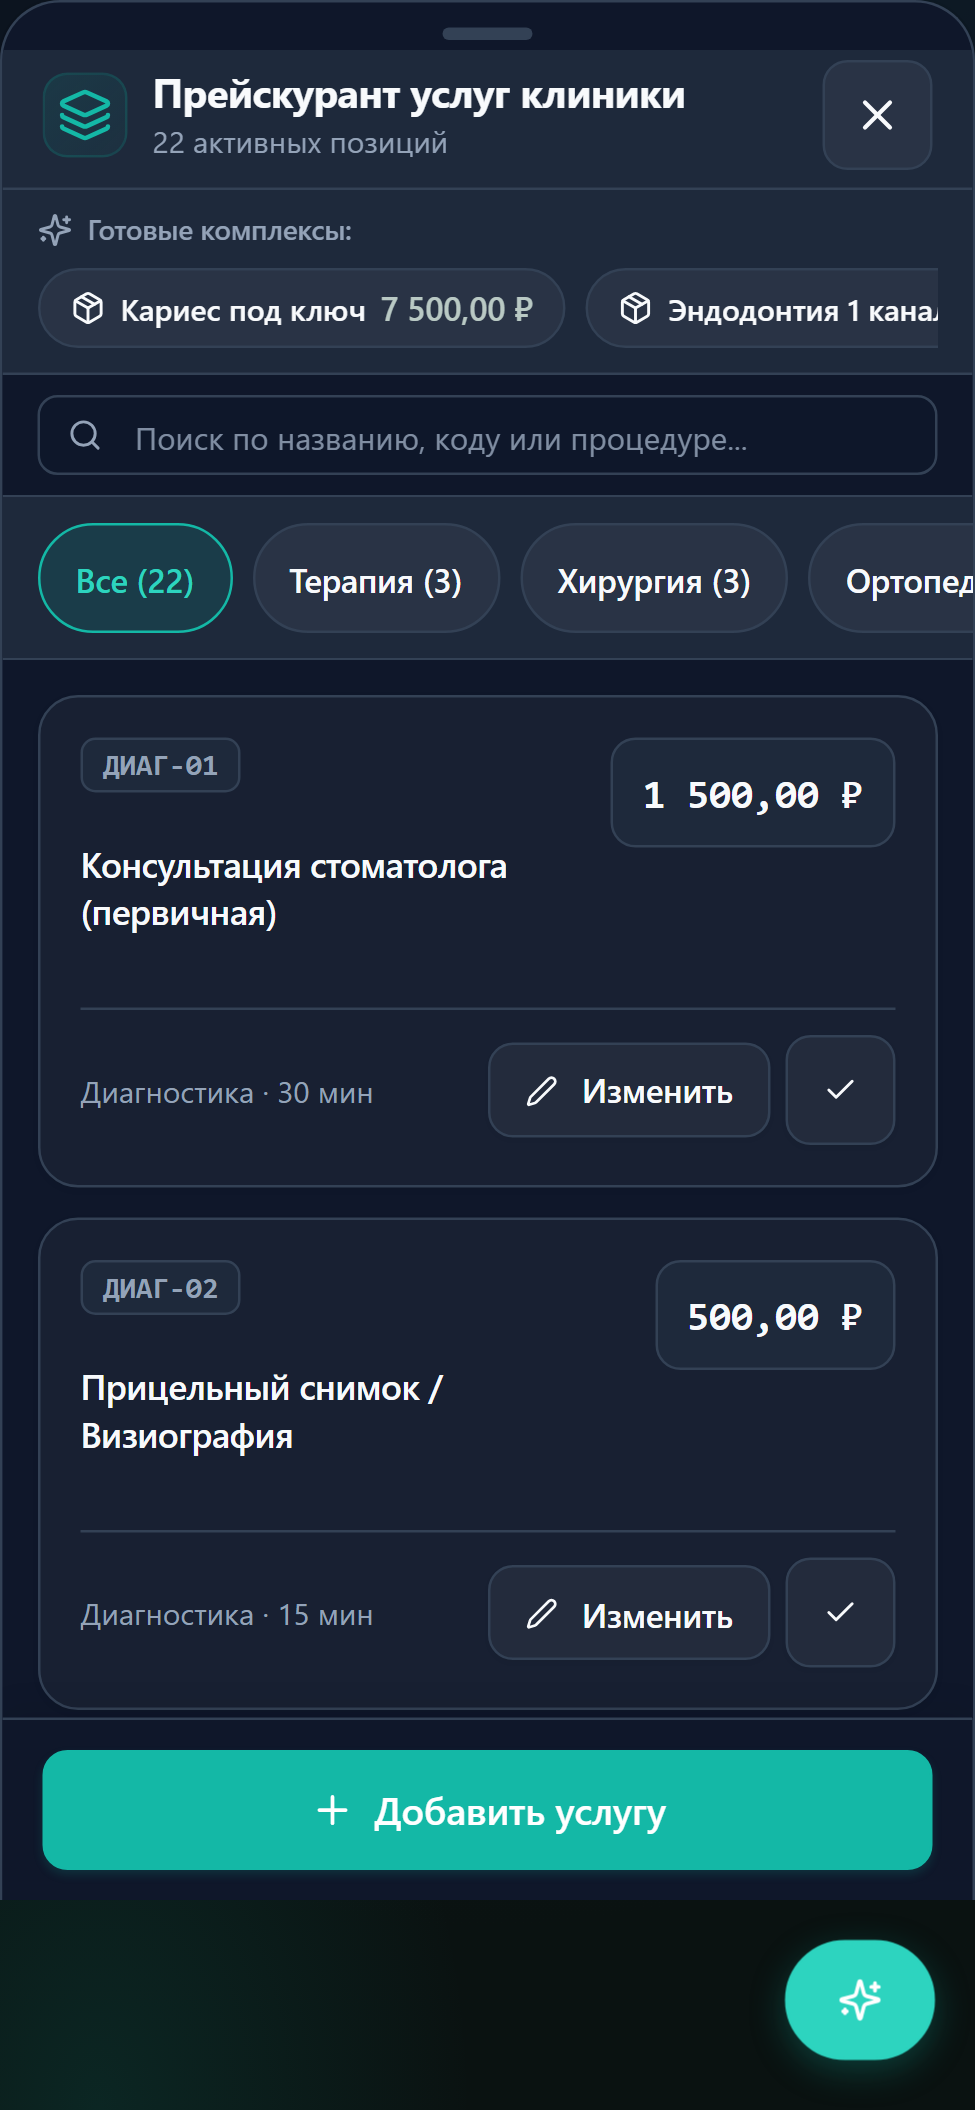 Прейскурант услуг клиники
22 активных позиций
Готовые комплексы:
Кариес под ключ 7 500,00 ₽
Эндодонтия 1 канал
Поиск по названию, коду или процедуре...
Все (22)
Терапия (3)
Хирургия (3)
Ортопед
ДИАГ-01
1 500,00 ₽
Консультация стоматолога
(первичная)
Диагностика · 30 мин
Изменить
ДИАГ-02
500,00 ₽
Прицельный снимок /
Визиография
Диагностика · 15 мин
Изменить
Добавить услугу